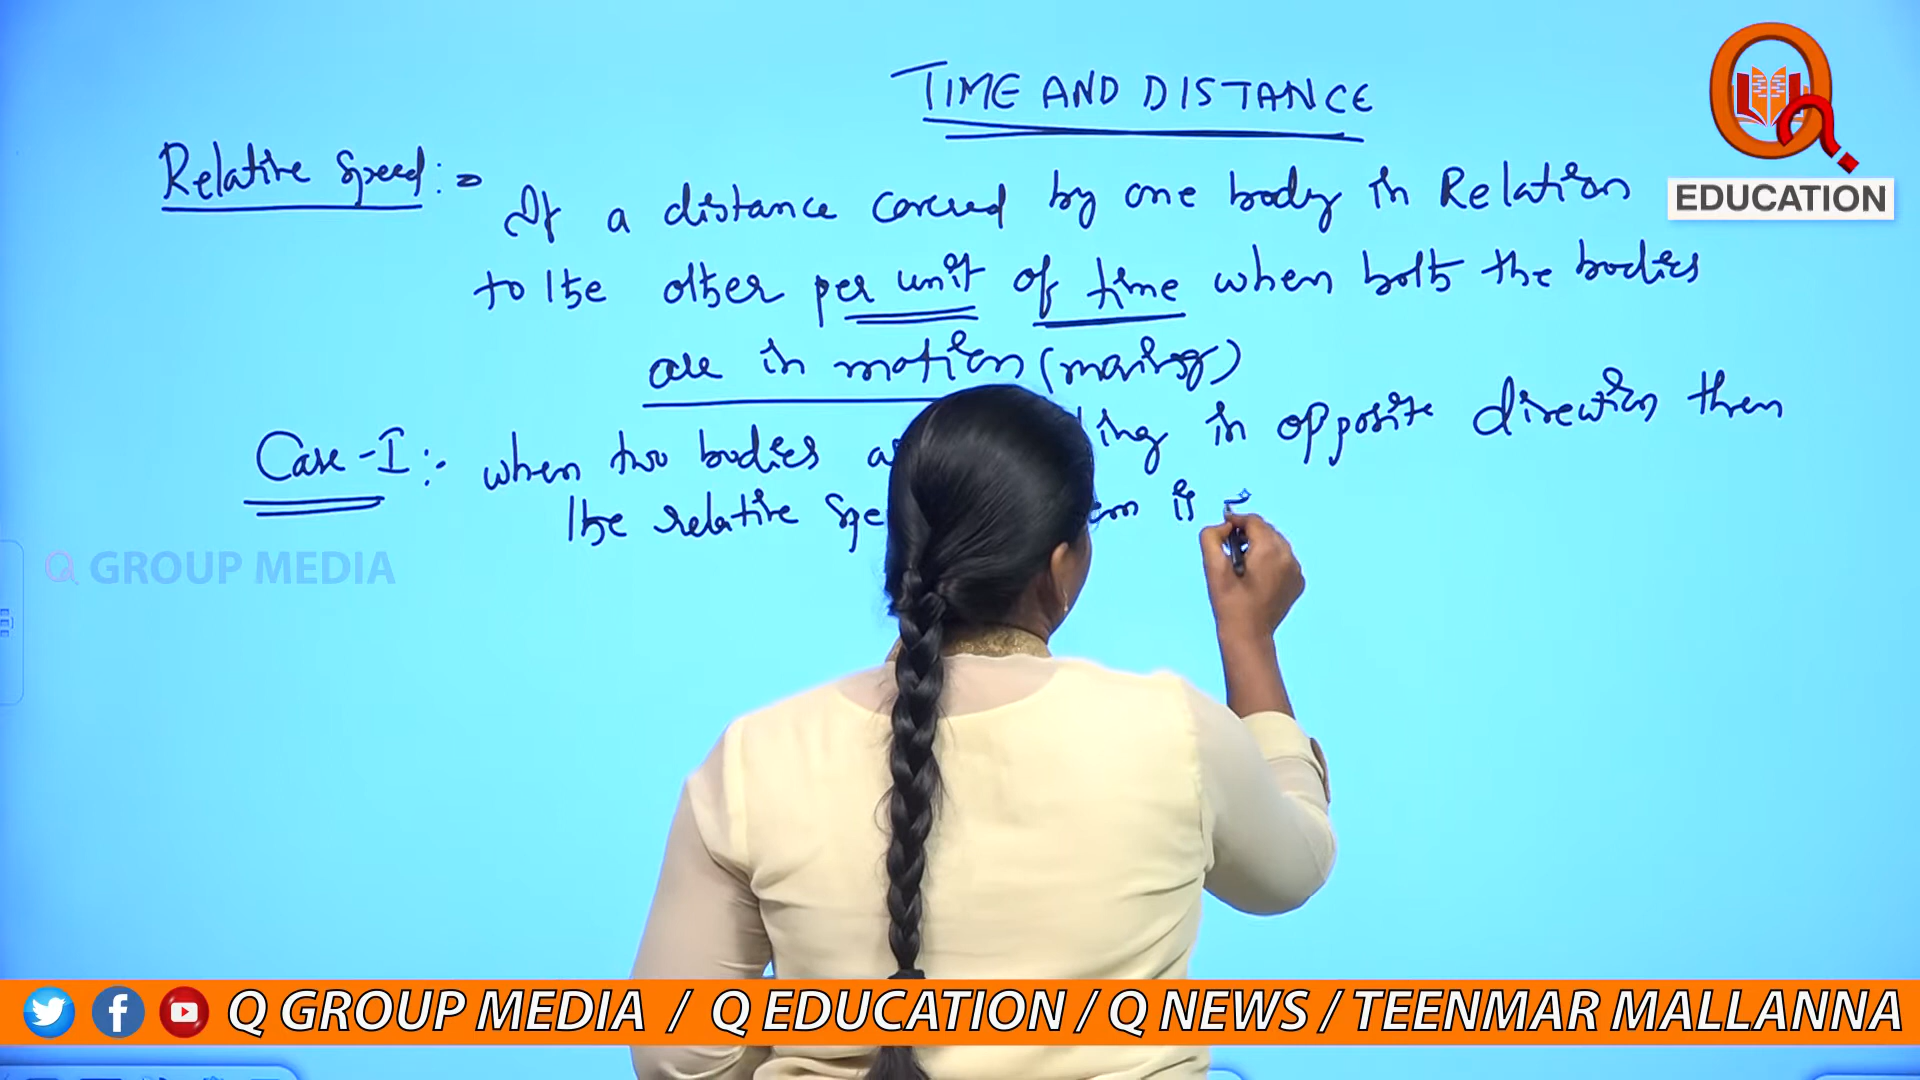 TIME AND DISTANCE
EDUCATION
Relative Speed :-
If a distance covered by one body in Relation
to the other per unit of time when both the bodies
are in motion (moving)
Case-I :- when two bodies ing in opposite direction then
the relative is
Q GROUP MEDIA
Q GROUP MEDIA / Q EDUCATION / Q NEWS / TEENMAR MALLANNA